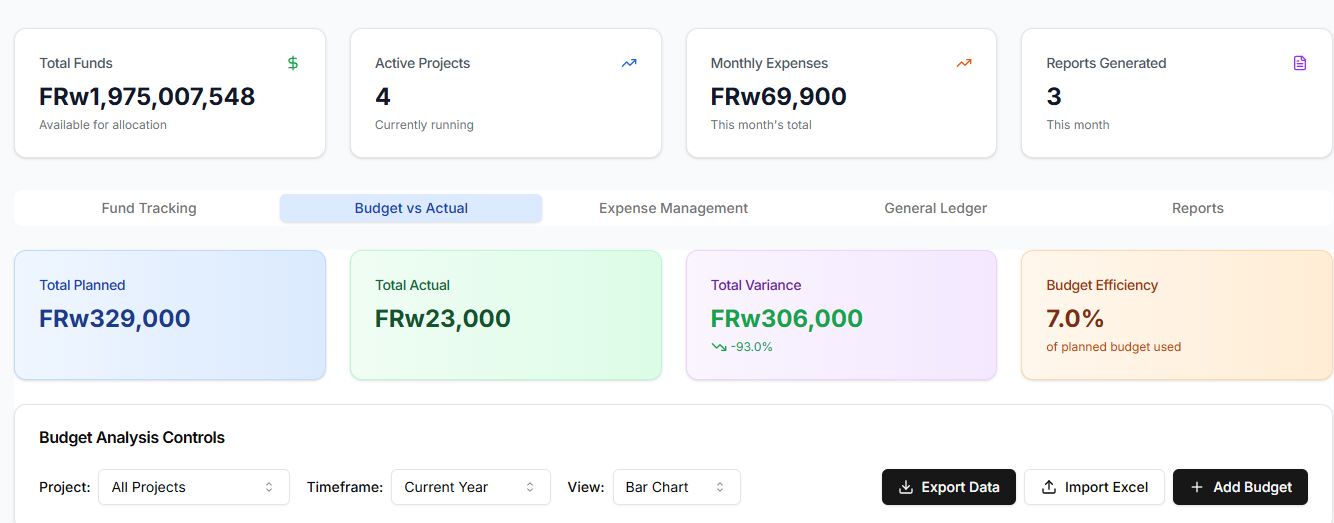 Total Funds
FRw1,975,007,548
Available for allocation
Active Projects
4
Currently running
Monthly Expenses
FRw69,900
This month's total
Reports Generated
3
This month
Fund Tracking
Budget vs Actual
Expense Management
General Ledger
Reports
Total Planned
FRw329,000
Total Actual
FRw23,000
Total Variance
FRw306,000
-93.0%
Budget Efficiency
7.0%
of planned budget used
Budget Analysis Controls
Project: All Projects
Timeframe: Current Year
View: Bar Chart
Export Data
Import Excel
Add Budget